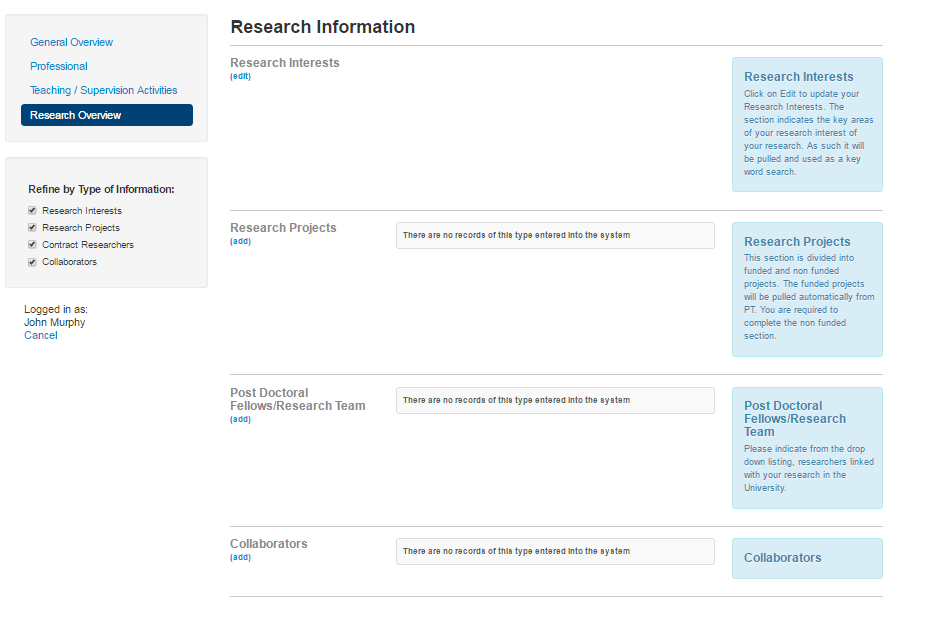 General Overview
Professional
Teaching / Supervision Activities
Research Overview
Refine by Type of Information:
Research Interests
Research Projects
Contract Researchers
Collaborators
Logged in as:
John Murphy
Cancel
Research Information
Research Interests
(edit)
Research Interests
Click on Edit to update your
Research Interests. The
section indicates the key areas
of your research interest of
your research. As such it will
be pulled and used as a key
word search.
Research Projects
(add)
There are no records of this type entered into the system
Research Projects
This section is divided into
funded and non funded
projects. The funded projects
will be pulled automatically from
PT. You are required to
complete the non funded
section.
Post Doctoral
Fellows/Research Team
(add)
There are no records of this type entered into the system
Post Doctoral
Fellows/Research
Team
Please indicate from the drop
down listing, researchers linked
with your research in the
University.
Collaborators
(add)
There are no records of this type entered into the system
Collaborators